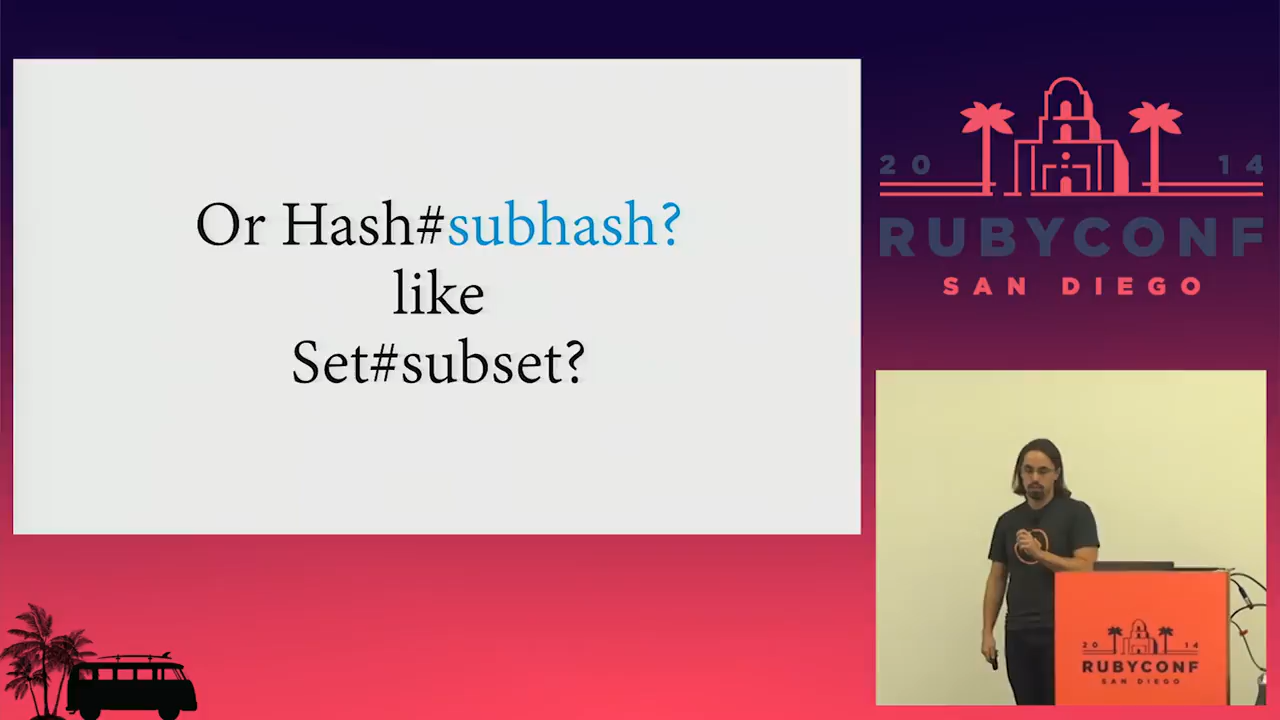 Or Hash#subhash?
like
Set#subset?
20 14
RUBYCONF
SAN DIEGO
20 14
RUBYCONF
SAN DIEGO